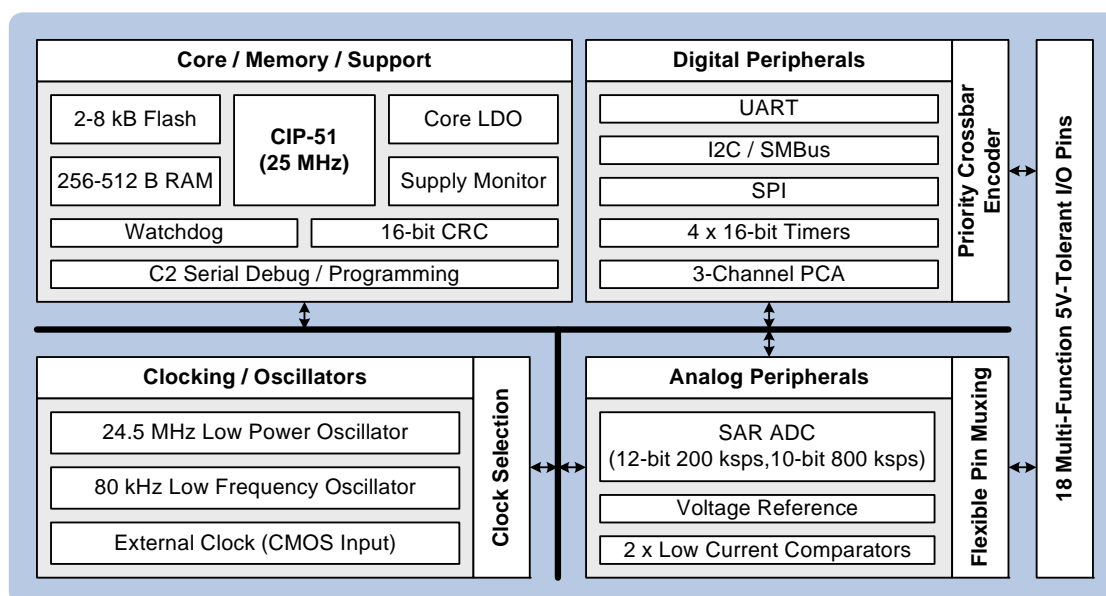 Core / Memory / Support
2-8 kB Flash
CIP-51
(25 MHz)
Core LDO
256-512 B RAM
Supply Monitor
Watchdog
16-bit CRC
C2 Serial Debug / Programming
Digital Peripherals
UART
I2C / SMBus
SPI
4 x 16-bit Timers
3-Channel PCA
Priority Crossbar
Encoder
18 Multi-Function 5V-Tolerant I/O Pins
Clocking / Oscillators
24.5 MHz Low Power Oscillator
80 kHz Low Frequency Oscillator
External Clock (CMOS Input)
Clock Selection
Analog Peripherals
SAR ADC
(12-bit 200 ksps,10-bit 800 ksps)
Voltage Reference
2 x Low Current Comparators
Flexible Pin Muxing